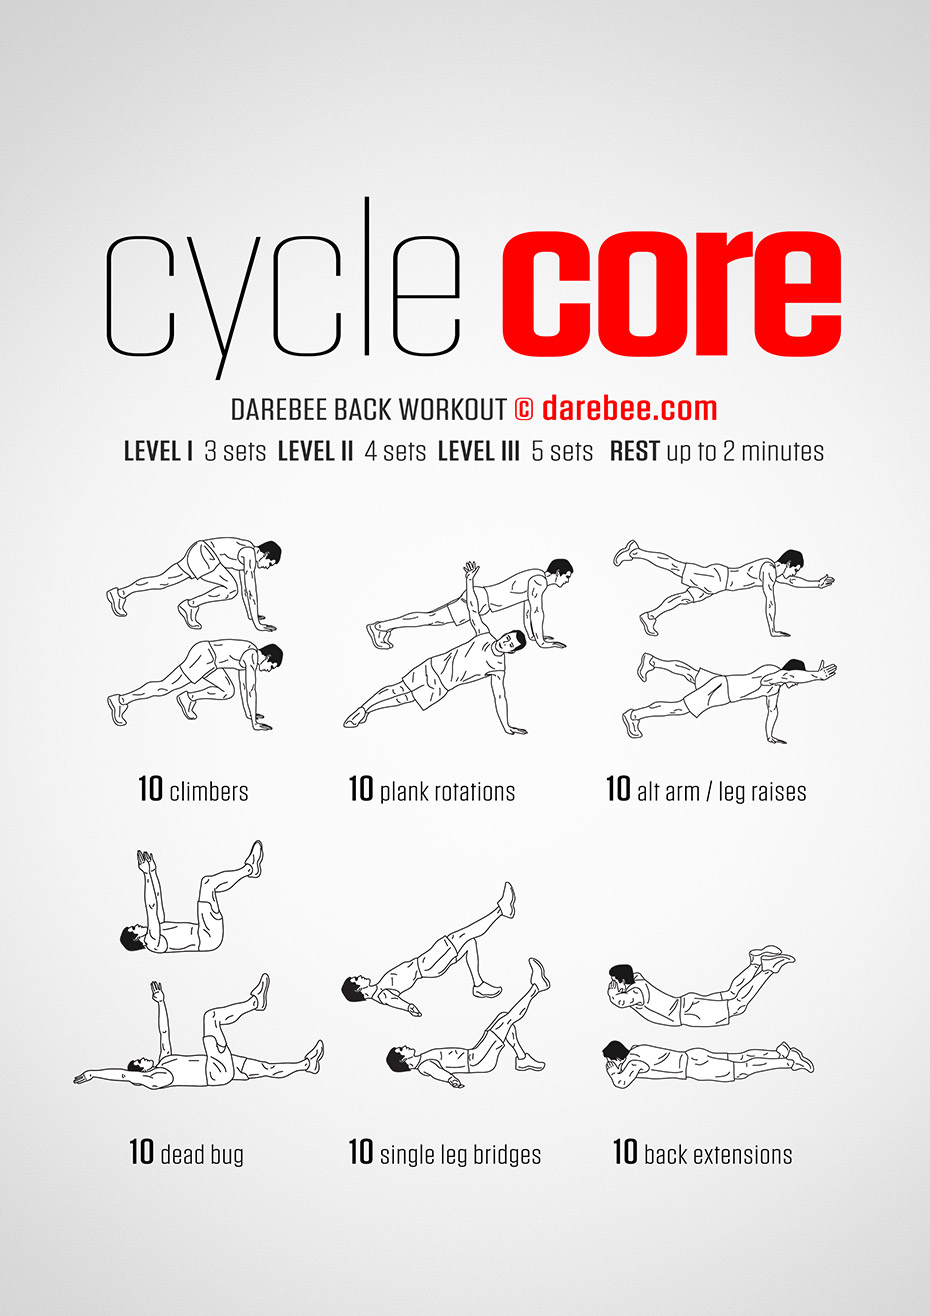 cycle core
DAREBEE BACK WORKOUT © darebee.com
LEVEL I 3 sets LEVEL II 4 sets LEVEL III 5 sets REST up to 2 minutes
10 climbers
10 plank rotations
10 alt arm / leg raises
10 dead bug
10 single leg bridges
10 back extensions